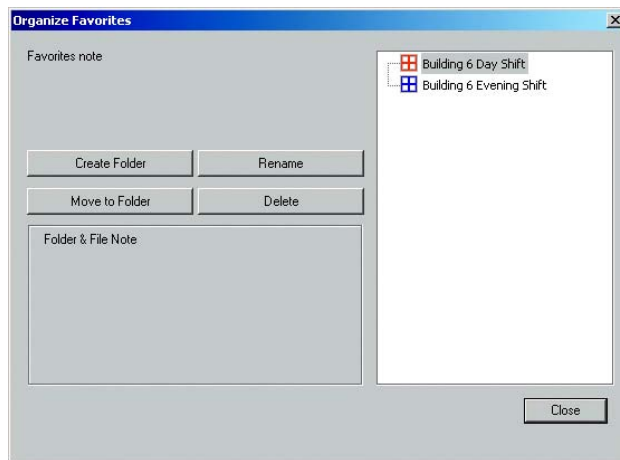 Organize Favorites
Favorites note
Create Folder
Rename
Move to Folder
Delete
Folder & File Note
Building 6 Day Shift
Building 6 Evening Shift
Close